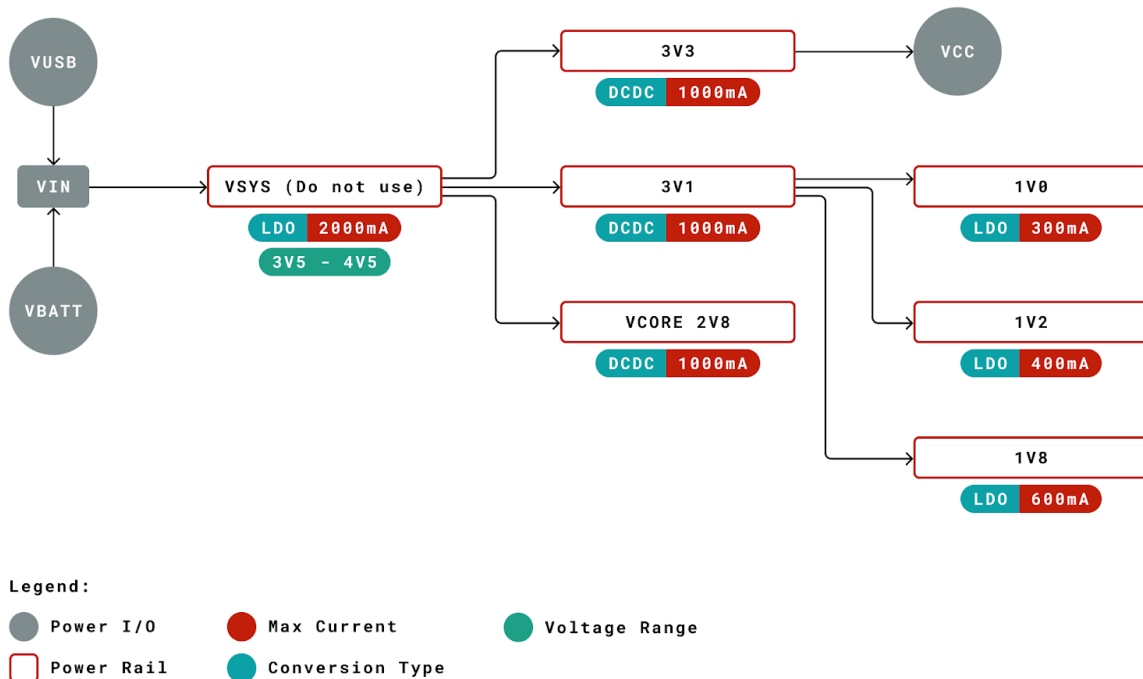 VUSB
3V3
VCC
DCDC 1000mA
VIN
VSYS (Do not use)
3V1
1V0
LDO 2000mA
DCDC 1000mA
LDO 300mA
3V5 - 4V5
VBATT
VCORE 2V8
1V2
DCDC 1000mA
LDO 400mA
1V8
LDO 600mA
Legend:
Power I/O
Max Current
Voltage Range
Power Rail
Conversion Type